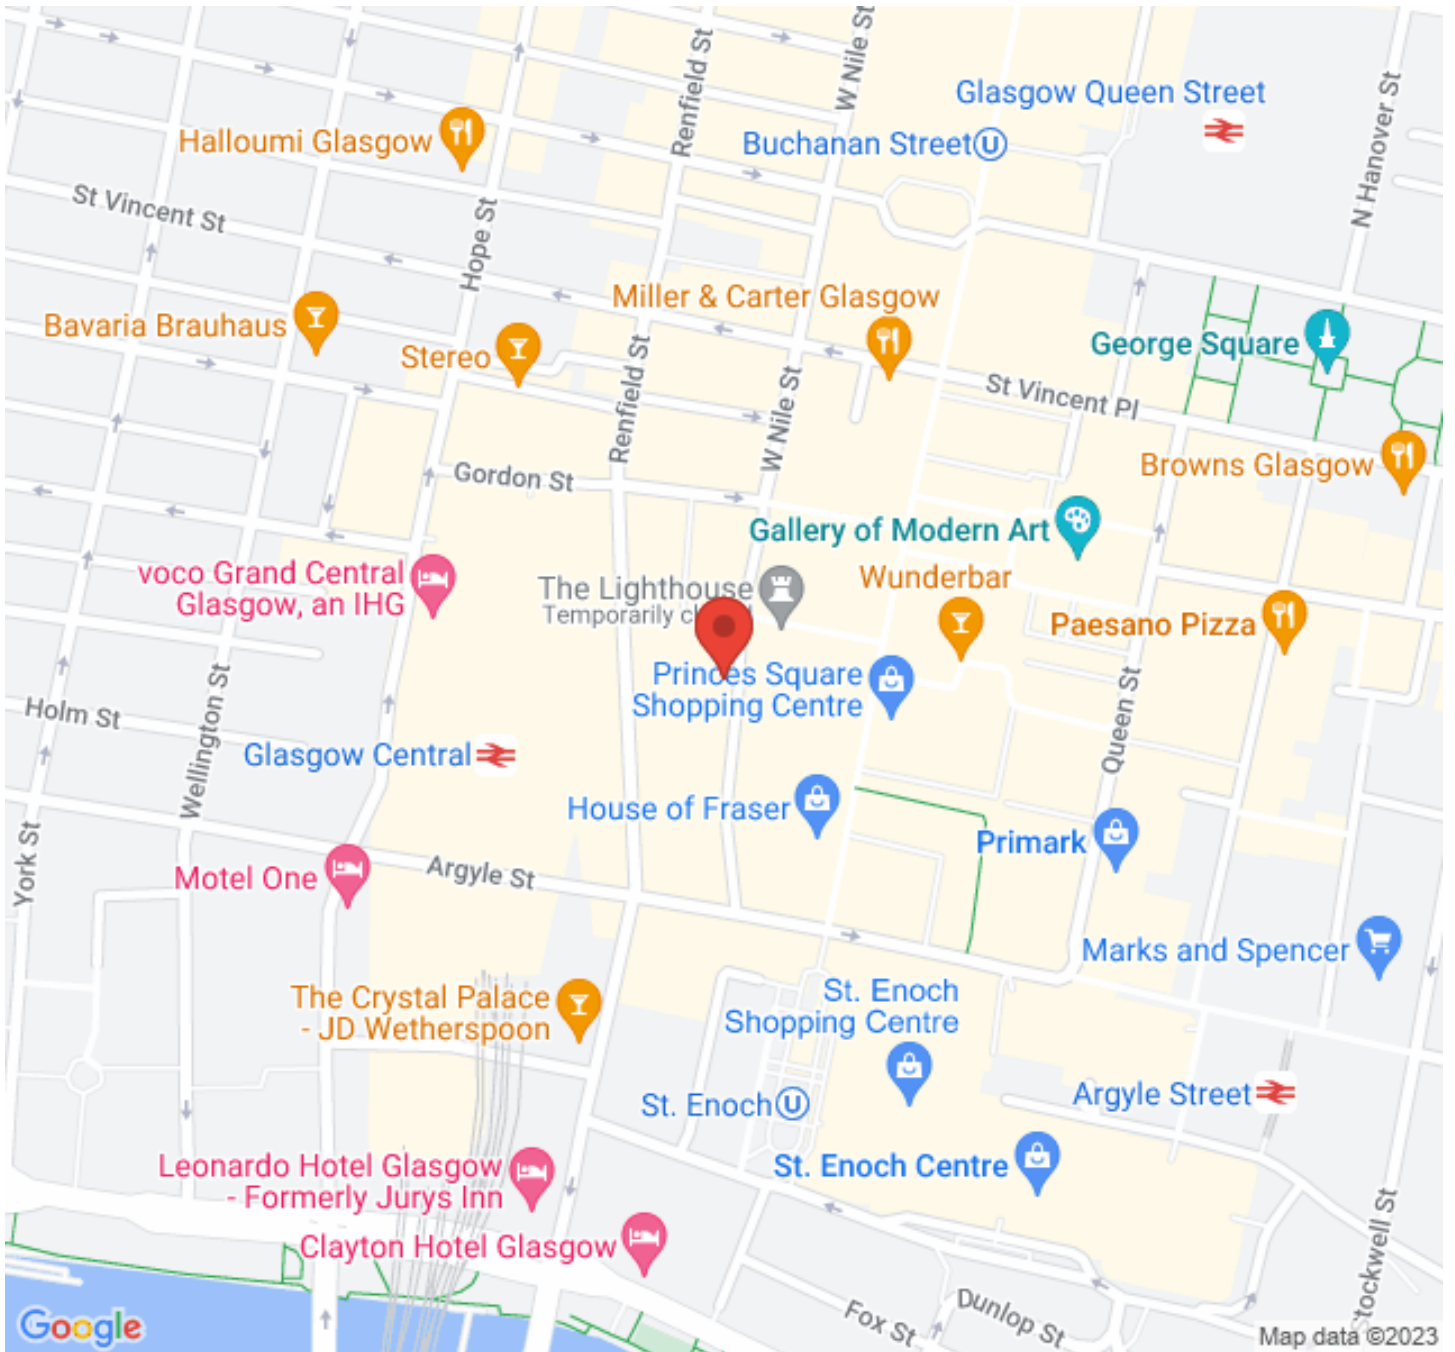 Renfield St
W Nile St
Glasgow Queen Street
N Hanover St
Halloumi Glasgow
Buchanan Street
U
St Vincent St
Hope St
Miller & Carter Glasgow
Bavaria Brauhaus
Stereo
Renfield St
George Square
St Vincent Pl
W Nile St
Browns Glasgow
Gordon St
Gallery of Modern Art
voco Grand Central
Glasgow, an IHG
The Lighthouse
Temporarily
Wunderbar
Paesano Pizza
Princes Square
Shopping Centre
Holm St
Wellington St
Queen St
Glasgow Central
House of Fraser
York St
Primark
Motel One
Argyle St
Marks and Spencer
The Crystal Palace
- JD Wetherspoon
St. Enoch
Shopping Centre
St. Enoch
U
Argyle Street
St. Enoch Centre
Leonardo Hotel Glasgow
- Formerly Jurys Inn
Clayton Hotel Glasgow
Stockwell St
Fox St
Dunlop St
Google
Map data ©2023